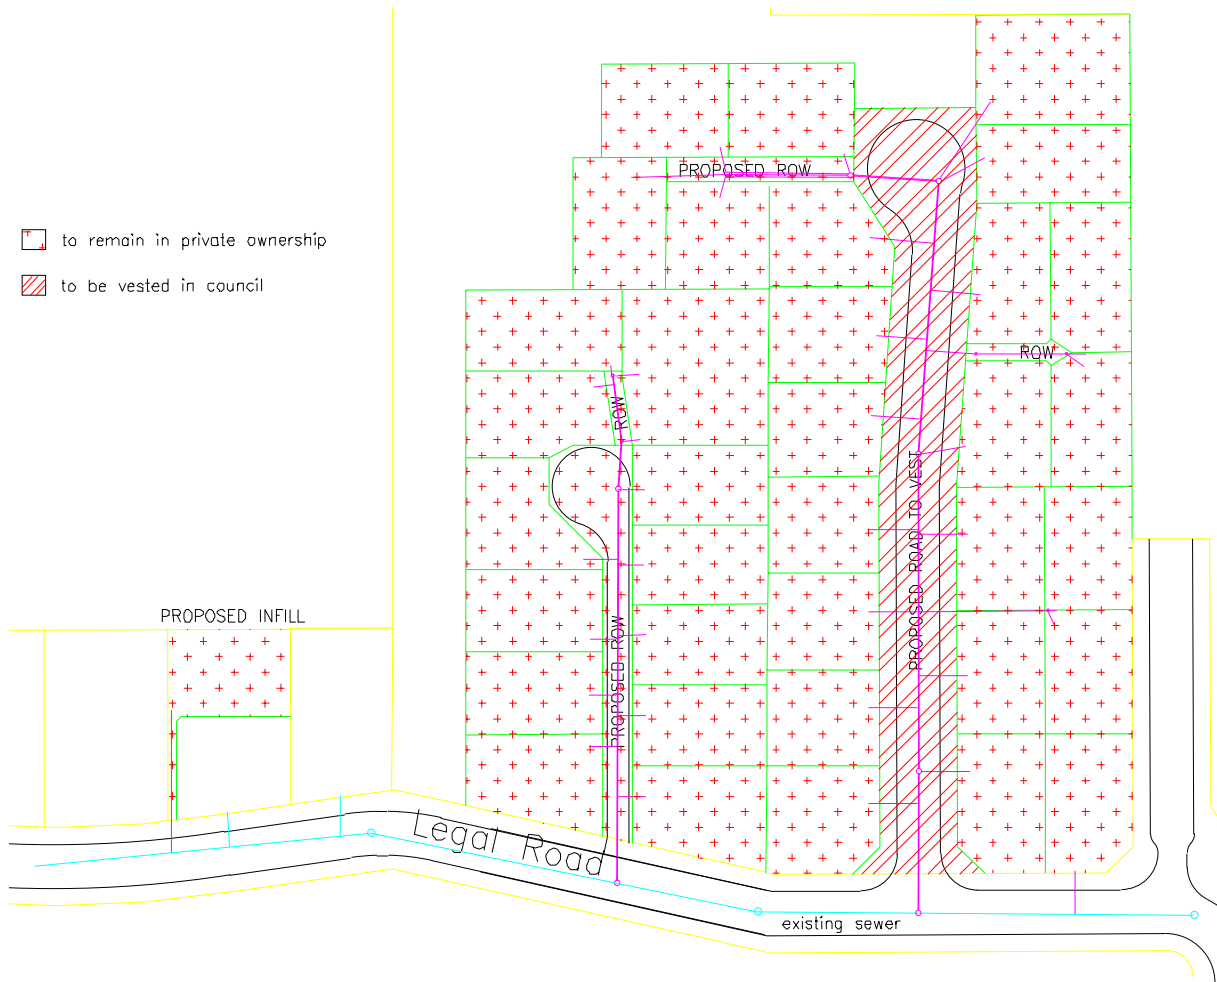 PROPOSED ROW
to remain in private ownership
to be vested in council
ROW
ROW
PROPOSED ROAD TO VEST
PROPOSED INFILL
PROPOSED ROW
Legal Road
existing sewer